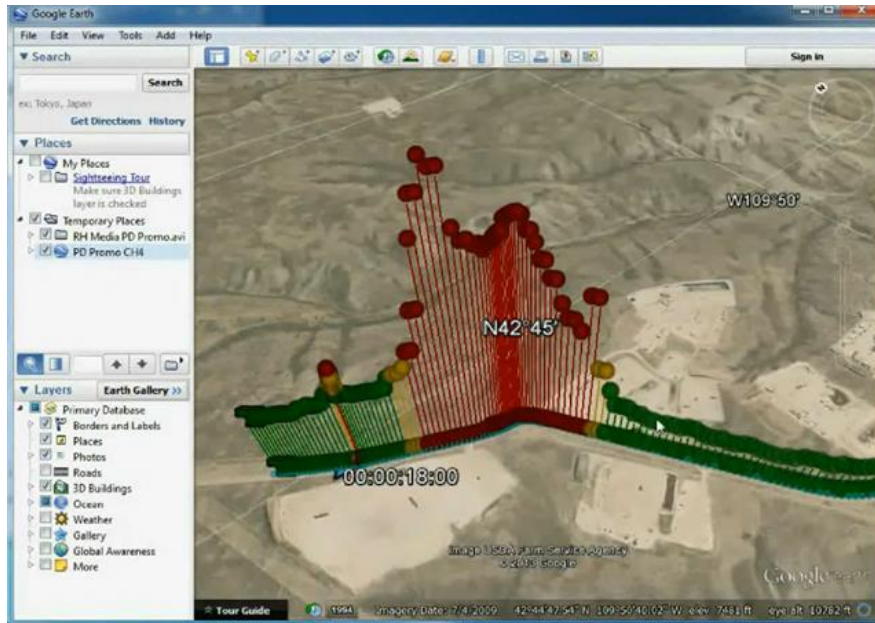 Google Earth
File Edit View Tools Add Help
▼ Search
Search
ex: Tokyo, Japan
Get Directions History
▼ Places
My Places
Sightseeing Tour
Make sure 3D Buildings
layer is checked
Temporary Places
RH Media PD Promo.avi
PD Promo CH4
▼ Layers
Earth Gallery >>
Primary Database
Borders and Labels
Places
Photos
Roads
3D Buildings
Ocean
Weather
Gallery
Global Awareness
More
Sign in
W109°50'
N42°45'
00:00:18:00
Image USDA Farm Service Agency
© 2013 Google
Google earth
Tour Guide
1994
Imagery Date: 7/4/2009 42°44'47.54" N 109°50'40.02" W elev 7481 ft eye alt 10782 ft